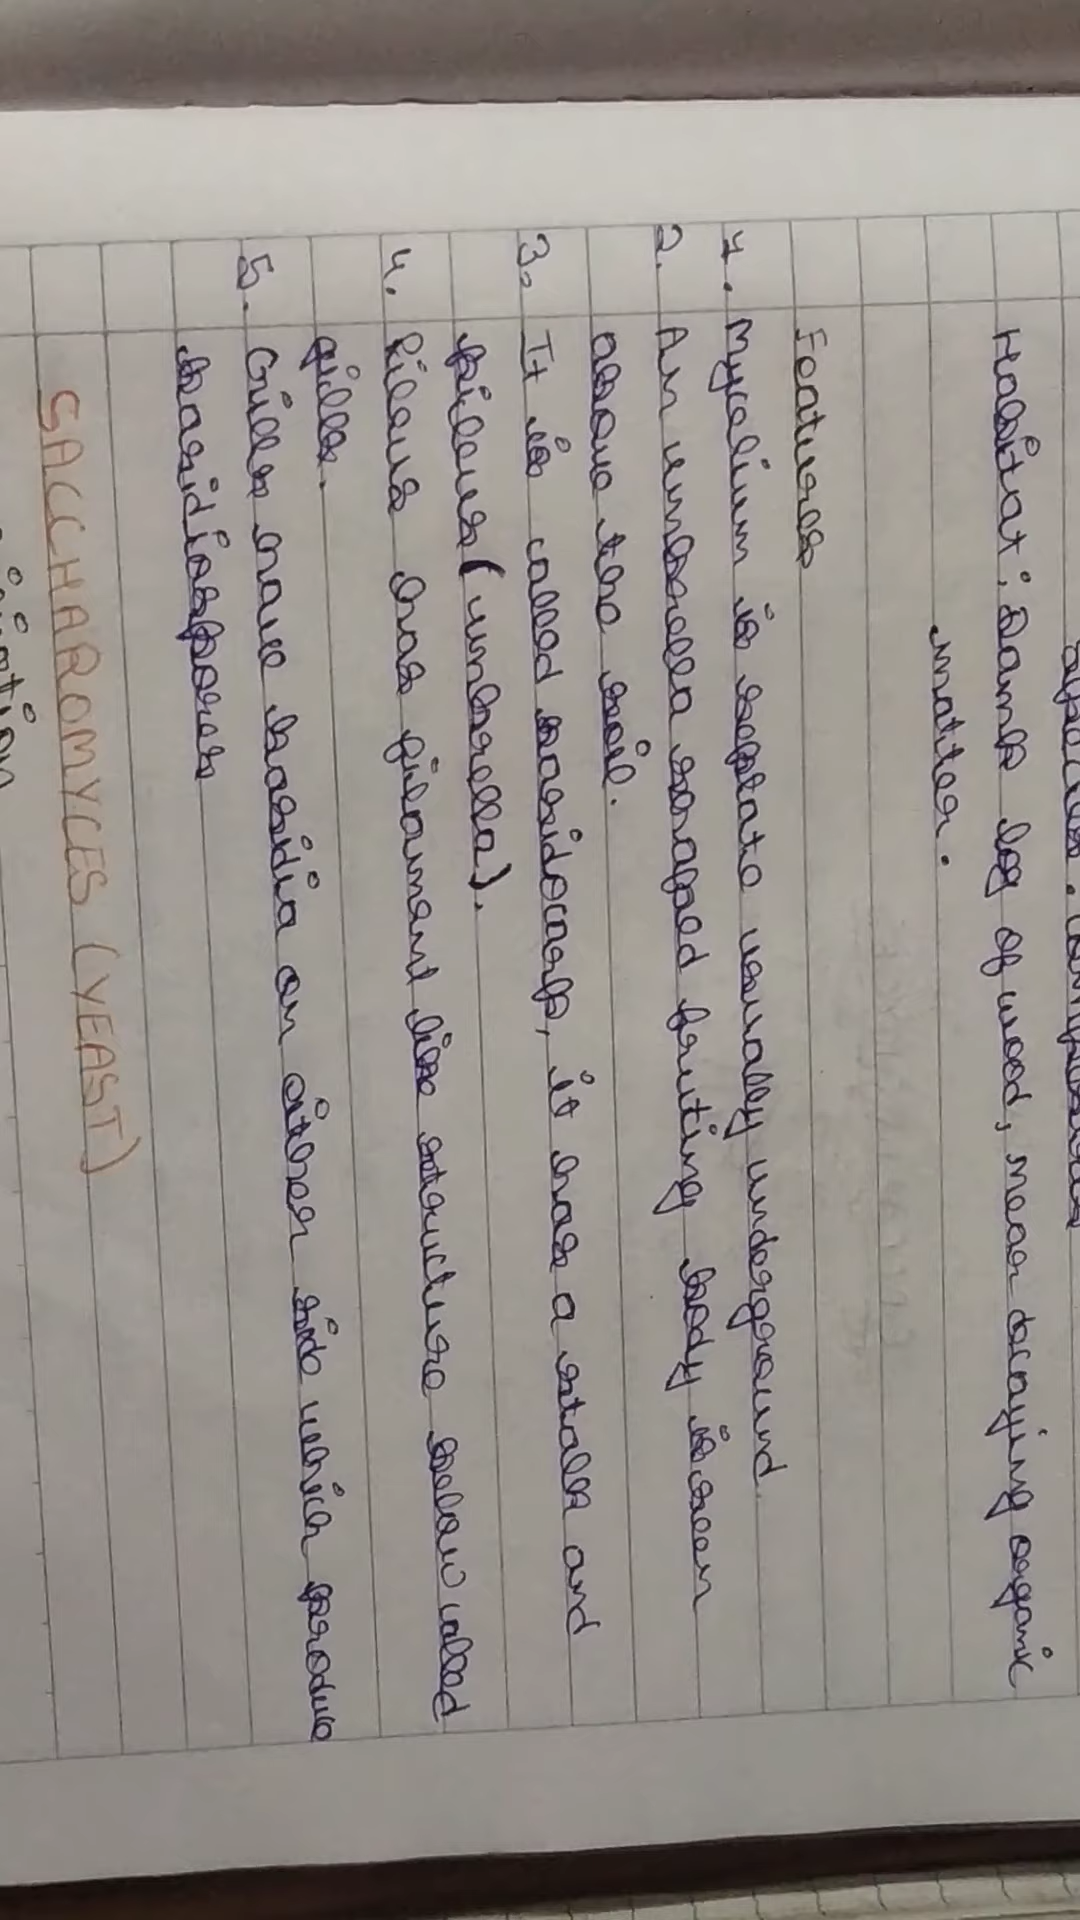 Habitat: Damp log of wood, near decaying organic
matter.
Features
1. Mycelium is septate usually underground.
2. An umbrella shaped fruting body is seen
above the soil.
3. It is called basidocarp, it has a stalk and
pileus (umbrella).
4. Pileus has filament like structure below called
gills.
5. Gills have basidia on either side which produce
basidiospores
SACCHAROMYCES (YEAST)